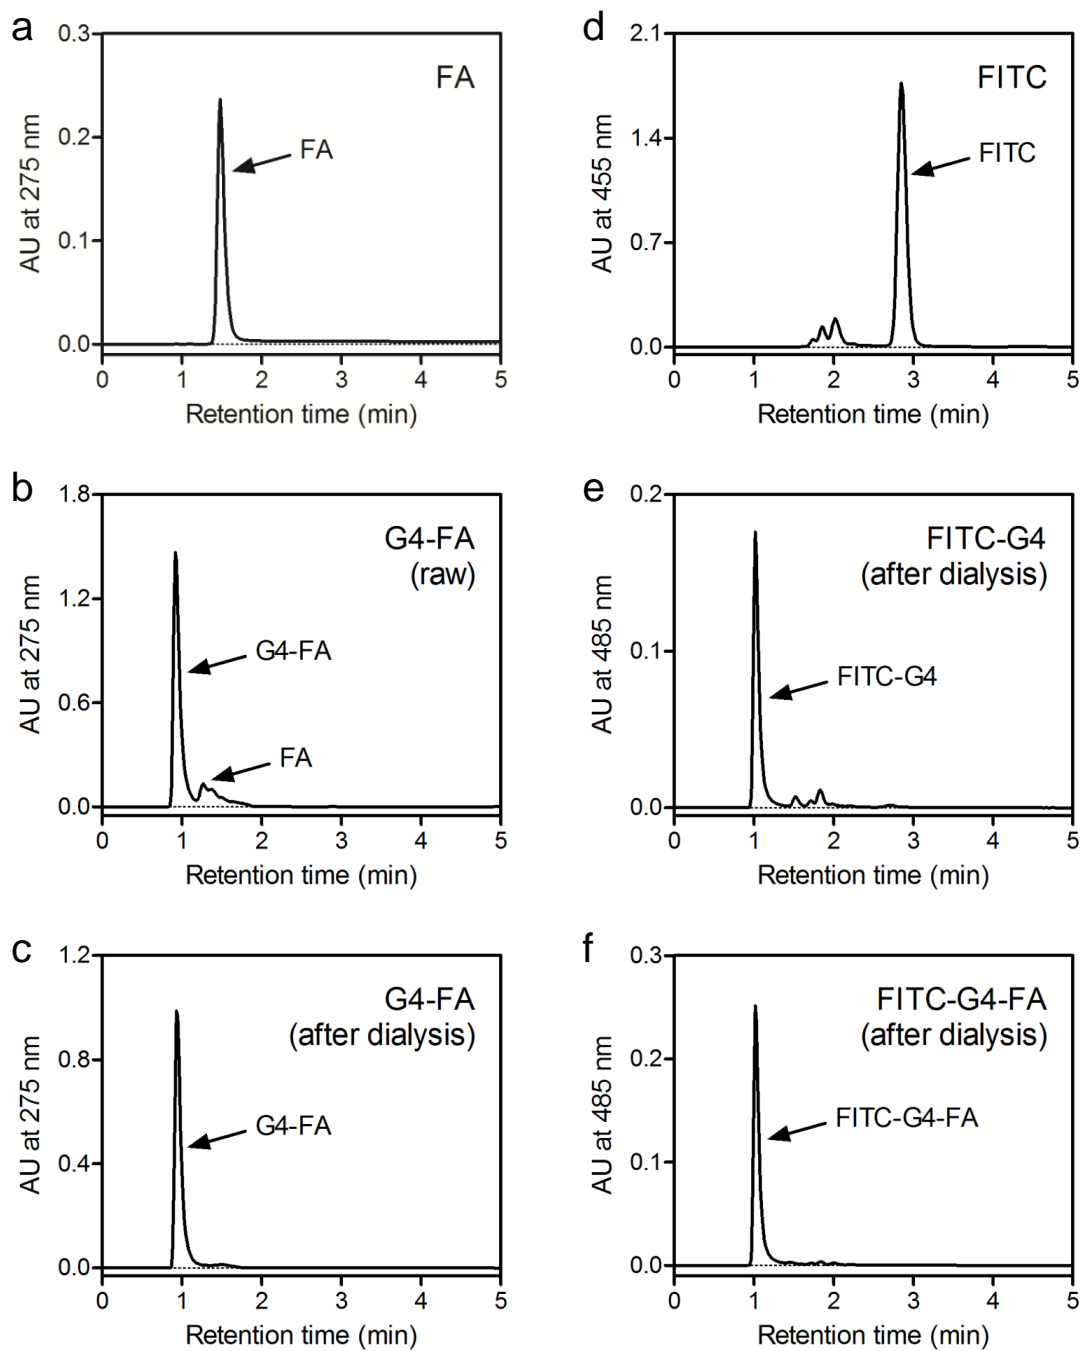 a
0.3
0.2
0.1
0.0
AU at 275 nm
FA
FA
0 1 2 3 4 5
Retention time (min)
d
2.1
1.4
0.7
0.0
AU at 455 nm
FITC
FITC
0 1 2 3 4 5
Retention time (min)
b
1.8
1.2
0.6
0.0
AU at 275 nm
G4-FA
(raw)
G4-FA
FA
0 1 2 3 4 5
Retention time (min)
e
0.2
0.1
0.0
AU at 485 nm
FITC-G4
(after dialysis)
FITC-G4
0 1 2 3 4 5
Retention time (min)
c
1.2
0.8
0.4
0.0
AU at 275 nm
G4-FA
(after dialysis)
G4-FA
0 1 2 3 4 5
Retention time (min)
f
0.3
0.2
0.1
0.0
AU at 485 nm
FITC-G4-FA
(after dialysis)
FITC-G4-FA
0 1 2 3 4 5
Retention time (min)